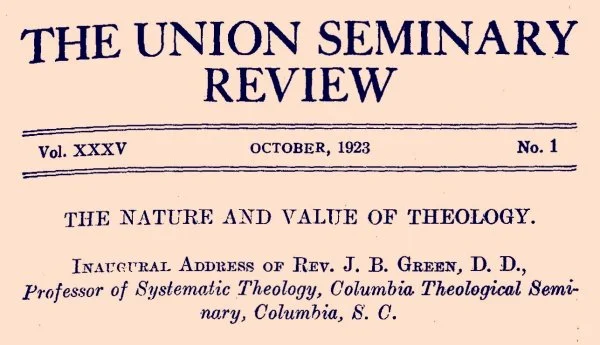 THE UNION SEMINARY
REVIEW
Vol. XXXV OCTOBER, 1923 No. 1
THE NATURE AND VALUE OF THEOLOGY.
INAUGURAL ADDRESS OF REV. J. B. GREEN, D. D.,
Professor of Systematic Theology, Columbia Theological Semi-
nary, Columbia, S. C.